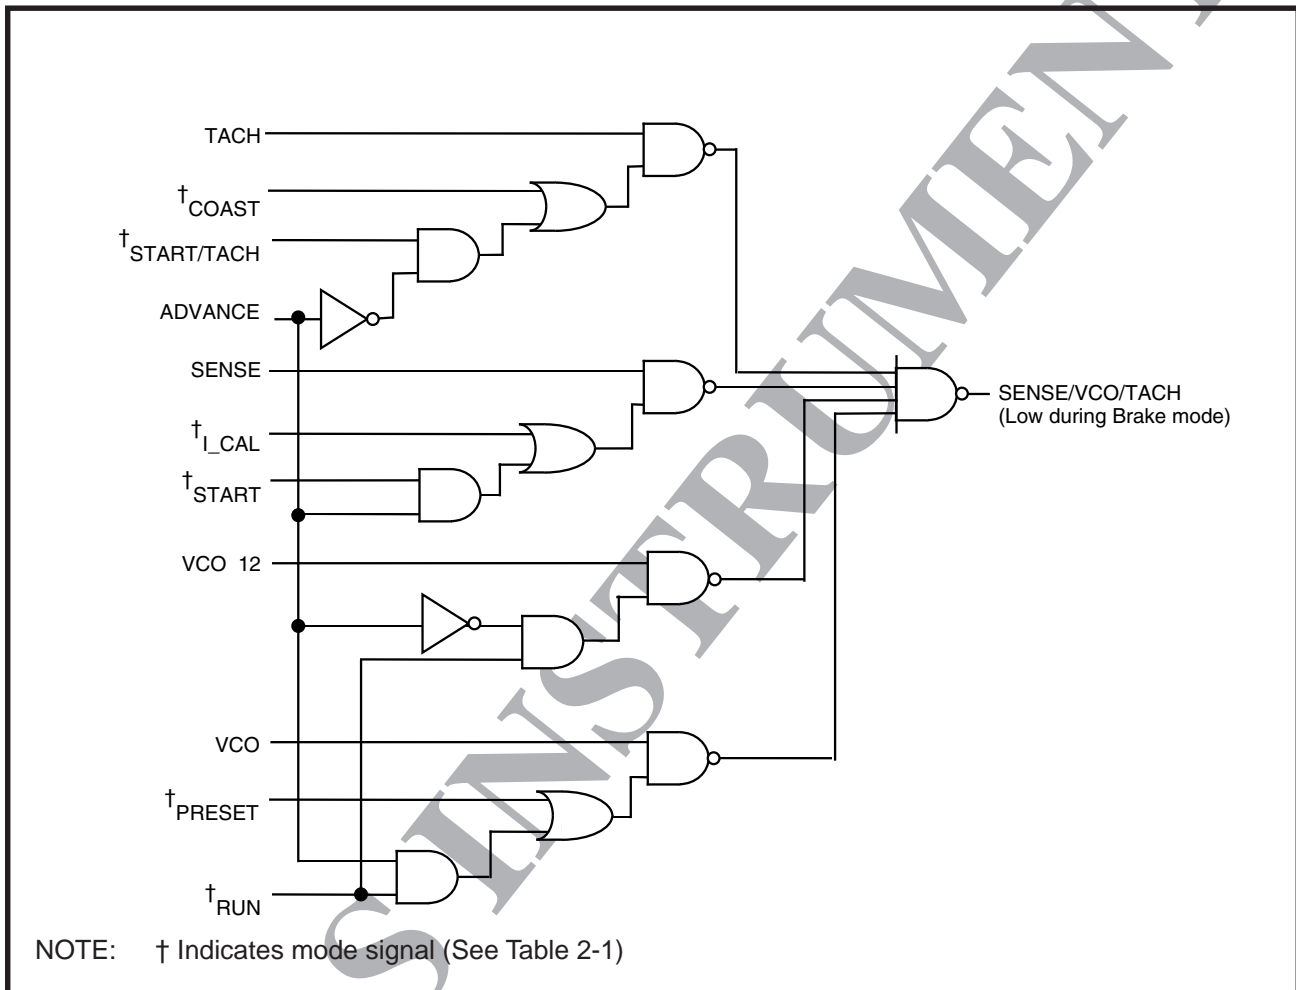 TACH
†COAST
†START/TACH
ADVANCE
SENSE
†I_CAL
†START
VCO 12
VCO
†PRESET
†RUN
SENSE/VCO/TACH
(Low during Brake mode)
NOTE: † Indicates mode signal (See Table 2-1)
S INSTRUMEN